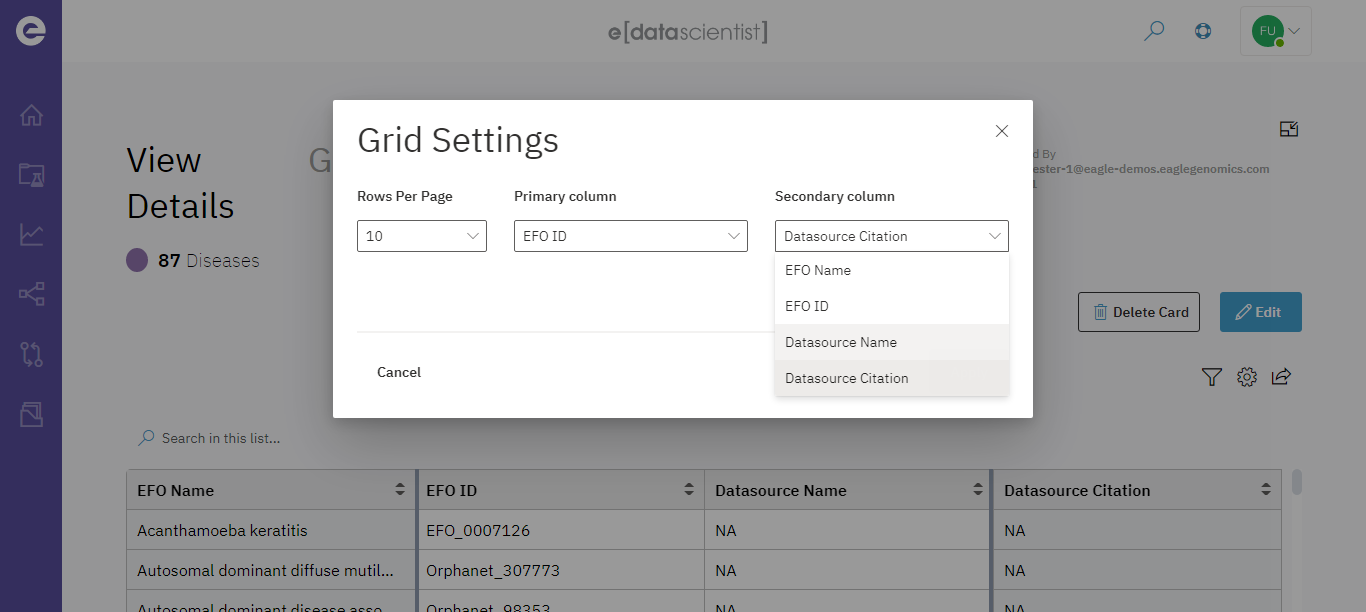 e[datascientist]
FU
View
Details
G
87 Diseases
d By
ester-1@eagle-demos.eaglegenomics.com
Grid Settings
Rows Per Page
Primary column
Secondary column
10
EFO ID
Datasource Citation
EFO Name
EFO ID
Datasource Name
Datasource Citation
Cancel
Delete Card
Edit
Search in this list...
EFO Name
EFO ID
Datasource Name
Datasource Citation
Acanthamoeba keratitis
EFO_0007126
NA
NA
Autosomal dominant diffuse mutil...
Orphanet_307773
NA
NA
Autosomal dominant disease asso
Orphanet_98353
NA
NA